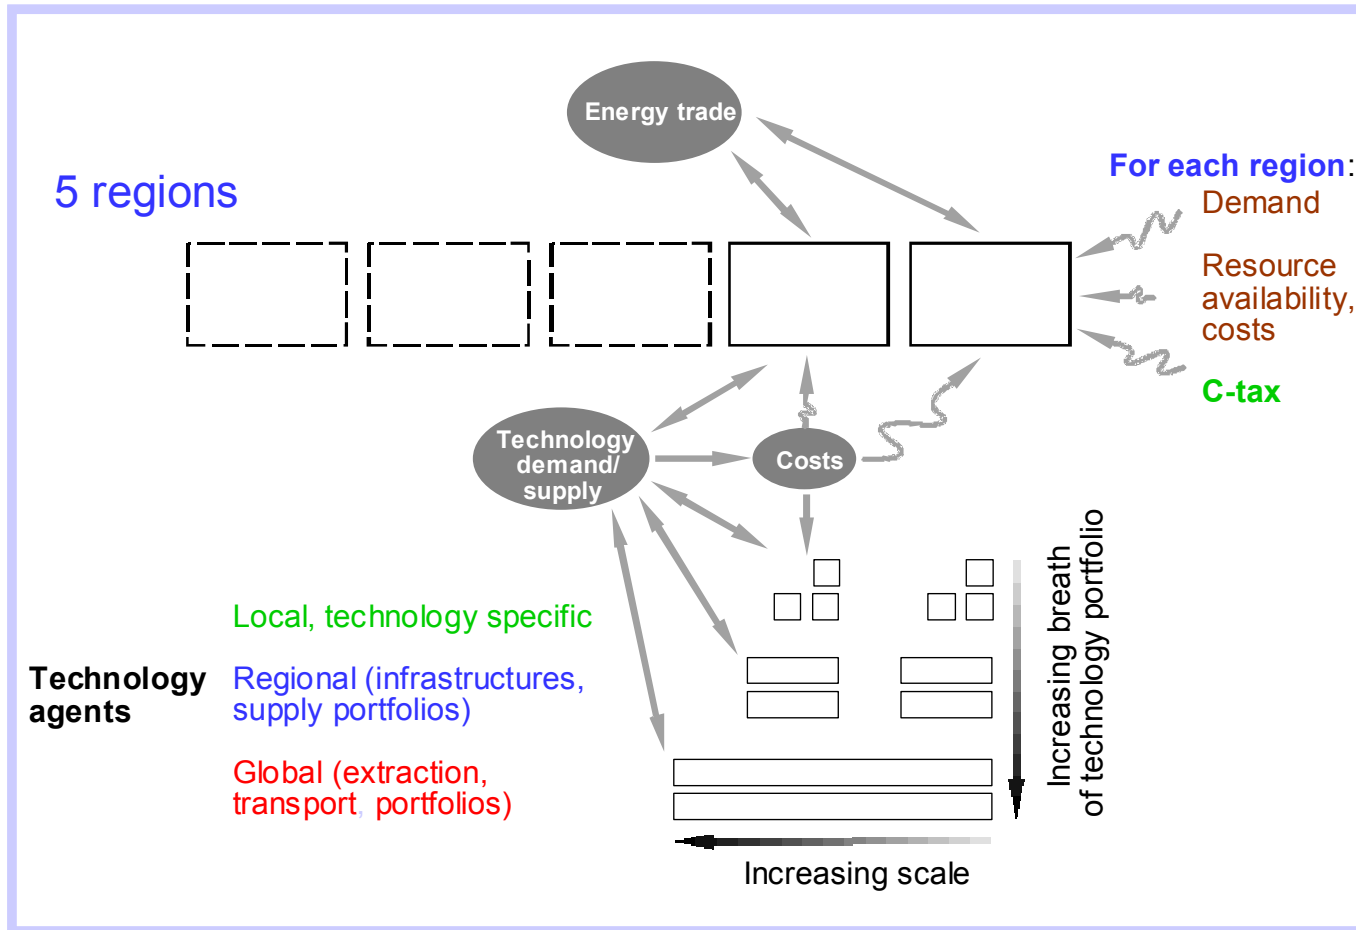 Energy trade
5 regions
For each region:
Demand
Resource
availability,
costs
C-tax
Technology
demand/
supply
Costs
Local, technology specific
Technology
agents
Regional (infrastructures,
supply portfolios)
Global (extraction,
transport, portfolios)
Increasing breath
of technology portfolio
Increasing scale